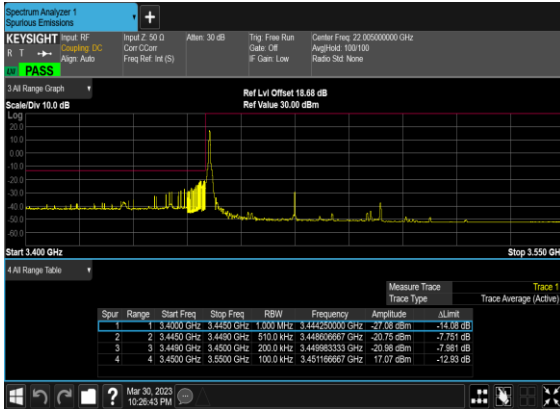 Spectrum Analyzer 1
Spurious Emissions
+
KEYSIGHT Input: RF Input Z: 50 Ω Atten: 30 dB Trig: Free Run Center Freq: 22.005000000 GHz
R T Coupling: DC Corr CCorr Gate: Off Avg|Hold: 100/100
Align: Auto Freq Ref: Int (S) IF Gain: Low Radio Std: None
PASS
3 All Range Graph
Ref Lvl Offset 18.68 dB
Scale/Div 10.0 dB Ref Value 30.00 dBm
Log
20.0
10.0
0.00
-10.0
-20.0
-30.0
-40.0
-50.0
-60.0
Start 3.400 GHz Stop 3.550 GH
4 All Range Table
Measure Trace Trace 1
Trace Type Trace Average (Active)
Spur Range Start Freq Stop Freq RBW Frequency Amplitude ΔLimit
1 1 3.4000 GHz 3.4450 GHz 1.000 MHz 3.444250000 GHz -27.08 dBm -14.08 dB
2 2 3.4450 GHz 3.4490 GHz 510.0 kHz 3.448606667 GHz -20.75 dBm -7.751 dB
3 3 3.4490 GHz 3.4500 GHz 200.0 kHz 3.449983333 GHz -20.98 dBm -7.981 dB
4 4 3.4500 GHz 3.5500 GHz 100.0 kHz 3.451166667 GHz 17.07 dBm -12.93 dB
?
Mar 30, 2023
10:26:43 PM